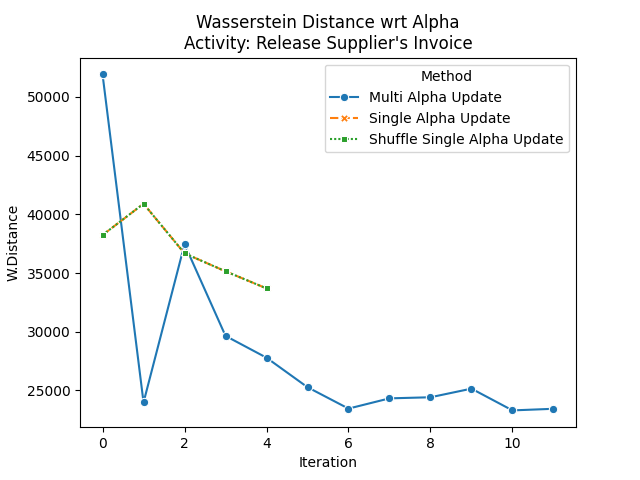 Wasserstein Distance wrt Alpha
Activity: Release Supplier's Invoice
Method
Multi Alpha Update
Single Alpha Update
Shuffle Single Alpha Update
W.Distance
50000
45000
40000
35000
30000
25000
0 2 4 6 8 10
Iteration